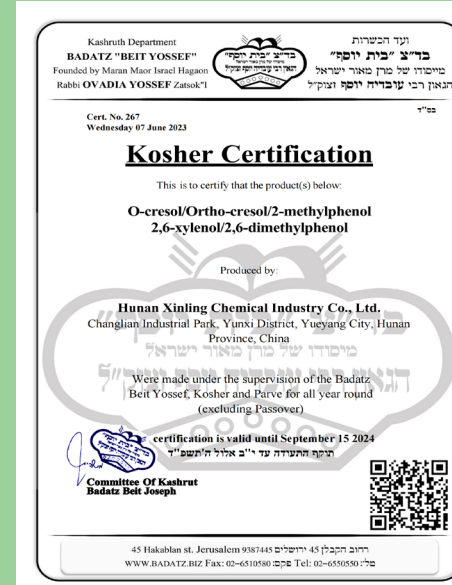 Kashruth Department
BADATZ "BEIT YOSSEF"
Founded by Maran Maor Israel Hagaon
Rabbi OVADIA YOSSEF Zatsok"l
ועד הכשרות
בד"צ "בית יוסף"
מייסודו של מרן מאור ישראל
הגאון רבי עובדיה יוסף זצוק"ל
בס"ד
Cert. No. 267
Wednesday 07 June 2023
Kosher Certification
This is to certify that the product(s) below:
O-cresol/Ortho-cresol/2-methylphenol
2,6-xylenol/2,6-dimethylphenol
Produced by:
Hunan Xinling Chemical Industry Co., Ltd.
Changlian Industrial Park, Yunxi District, Yueyang City, Hunan
Province, China
מייסודו של מרן מאור ישראל
Were made under the supervision of the Badatz
Beit Yossef, Kosher and Parve for all year round
(excluding Passover)
certification is valid until September 15 2024
תוקף התעודה עד י"ב אלול ה'תשפ"ד
Committee Of Kashrut
Badatz Beit Joseph
45 Hakablan st. Jerusalem 9387445 רחוב הקבלן 45 ירושלים
WWW.BADATZ.BIZ Fax: 02-6510580 :פקס Tel: 02-6550550 :טל'